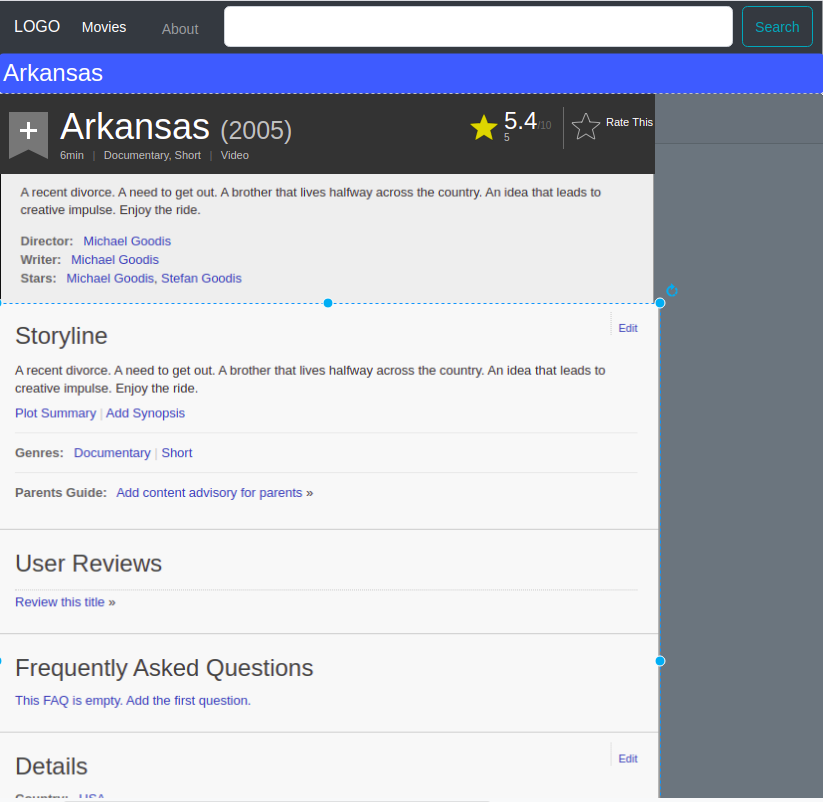 LOGO Movies About Search
Arkansas
+ Arkansas (2005)
5.4/10
5
Rate This
6min | Documentary, Short | Video
A recent divorce. A need to get out. A brother that lives halfway across the country. An idea that leads to
creative impulse. Enjoy the ride.
Director: Michael Goodis
Writer: Michael Goodis
Stars: Michael Goodis, Stefan Goodis
Storyline
Edit
A recent divorce. A need to get out. A brother that lives halfway across the country. An idea that leads to
creative impulse. Enjoy the ride.
Plot Summary | Add Synopsis
Genres: Documentary | Short
Parents Guide: Add content advisory for parents »
User Reviews
Review this title »
Frequently Asked Questions
This FAQ is empty. Add the first question.
Details
Edit
Country: USA